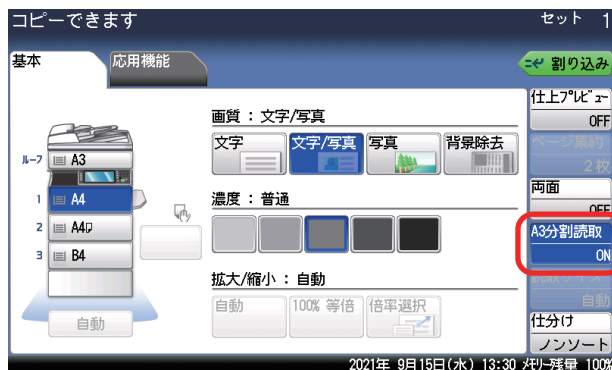 コピーできます
セット 1
基本
応用機能
割り込み
仕上プレビュー
OFF
ページ集約
2枚
両面
OFF
A3分割読取
ON
自動
仕分け
ノンソート
画質：文字/写真
文字
文字/写真
写真
背景除去
濃度：普通
拡大/縮小：自動
自動
100% 等倍
倍率選択
ルーフ A3
1 A4
2 A4
3 B4
自動
2021年 9月15日(水) 13:30 メモリー残量 100%